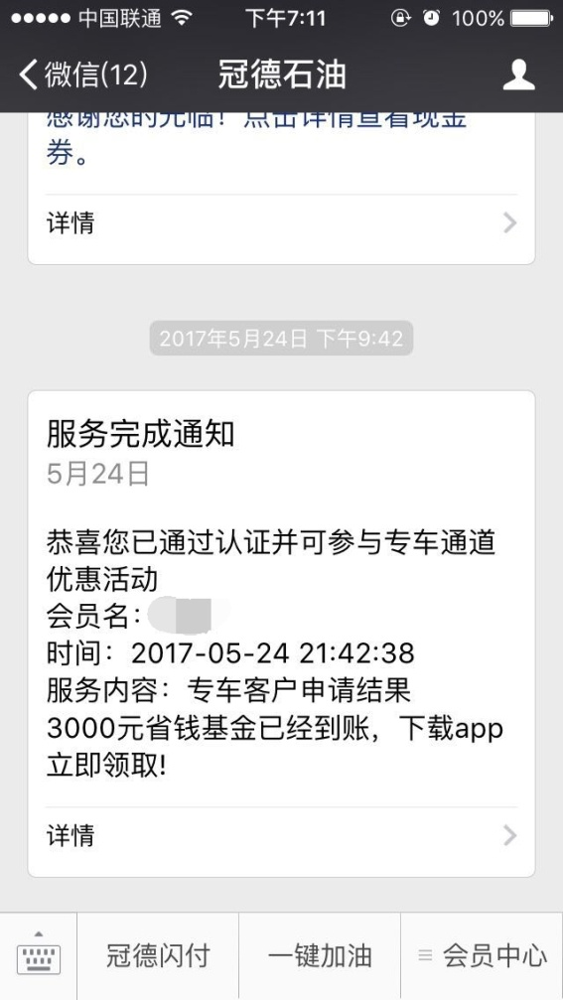 中国联通 下午7:11 100%
微信(12) 冠德石油
感谢您的光临！点击详情查看现金
券。
详情
2017年5月24日 下午9:42
服务完成通知
5月24日
恭喜您已通过认证并可参与专车通道
优惠活动
会员名：
时间：2017-05-24 21:42:38
服务内容：专车客户申请结果
3000元省钱基金已经到账，下载app
立即领取!
详情
冠德闪付 一键加油 会员中心